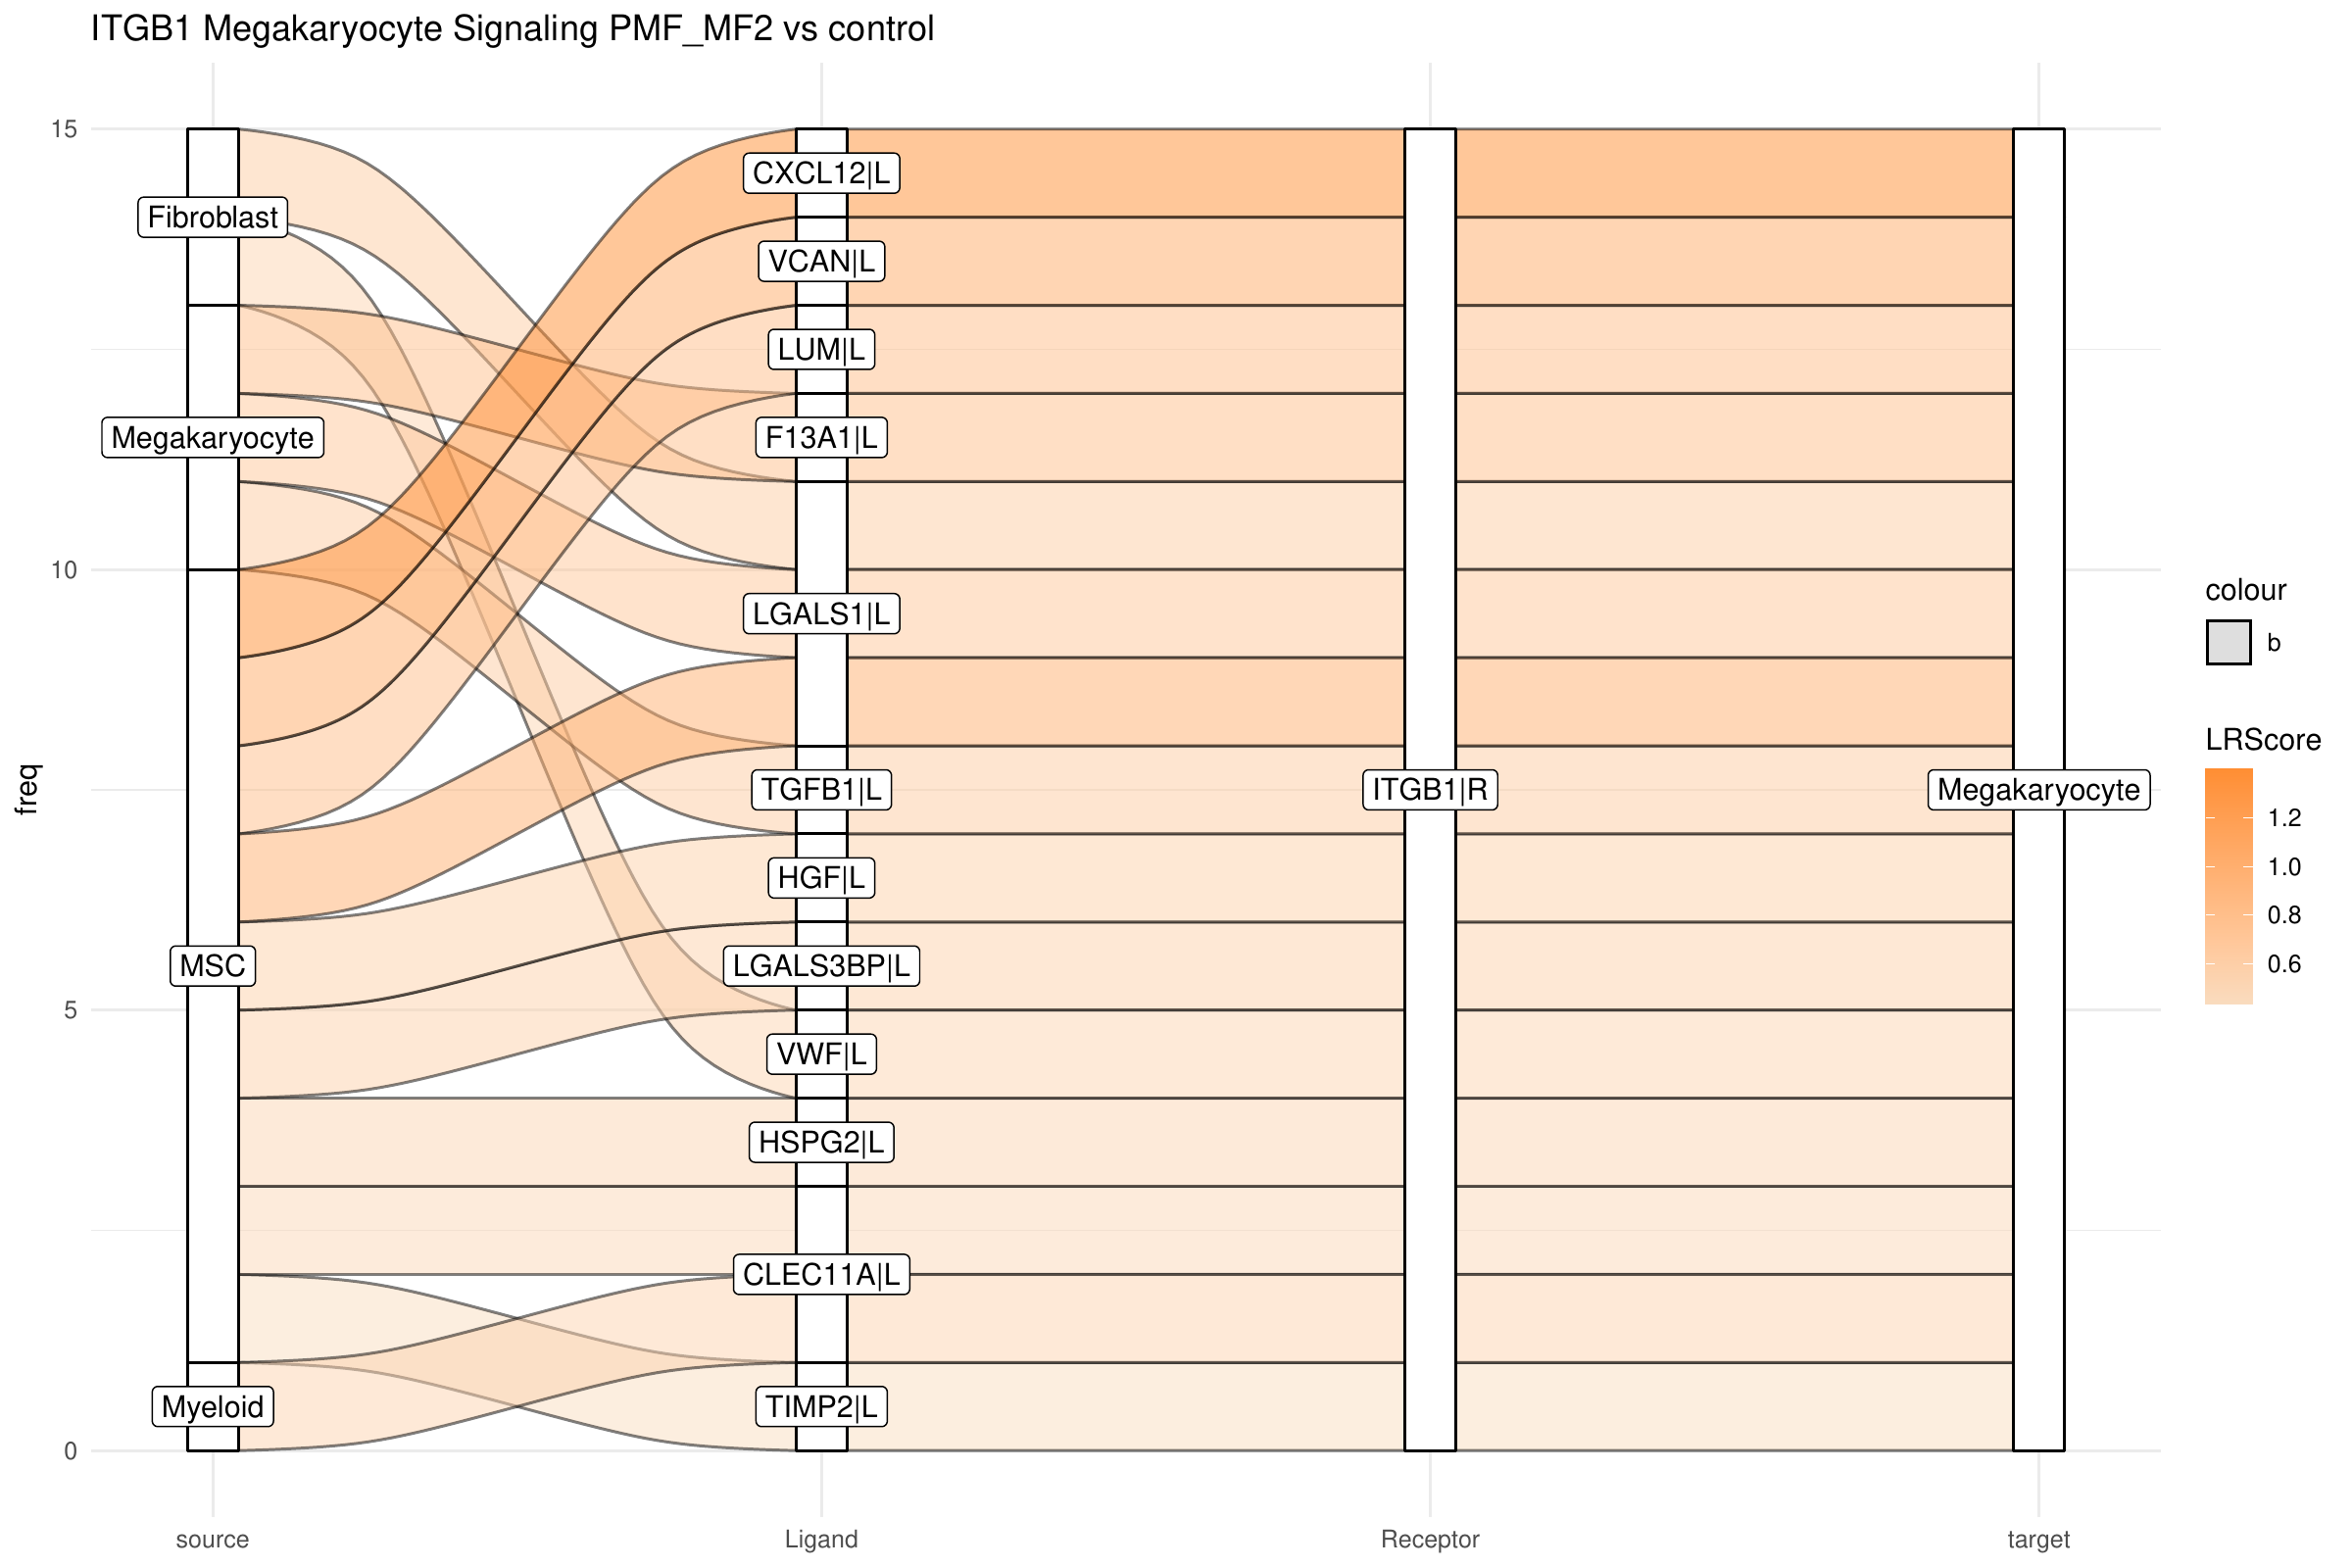 ITGB1 Megakaryocyte Signaling PMF_MF2 vs control
15
10
5
0
freq
Fibroblast
Megakaryocyte
MSC
Myeloid
CXCL12|L
VCAN|L
LUM|L
F13A1|L
LGALS1|L
TGFB1|L
HGF|L
LGALS3BP|L
VWF|L
HSPG2|L
CLEC11A|L
TIMP2|L
ITGB1|R
Megakaryocyte
source
Ligand
Receptor
target
colour
b
LRScore
1.2
1.0
0.8
0.6